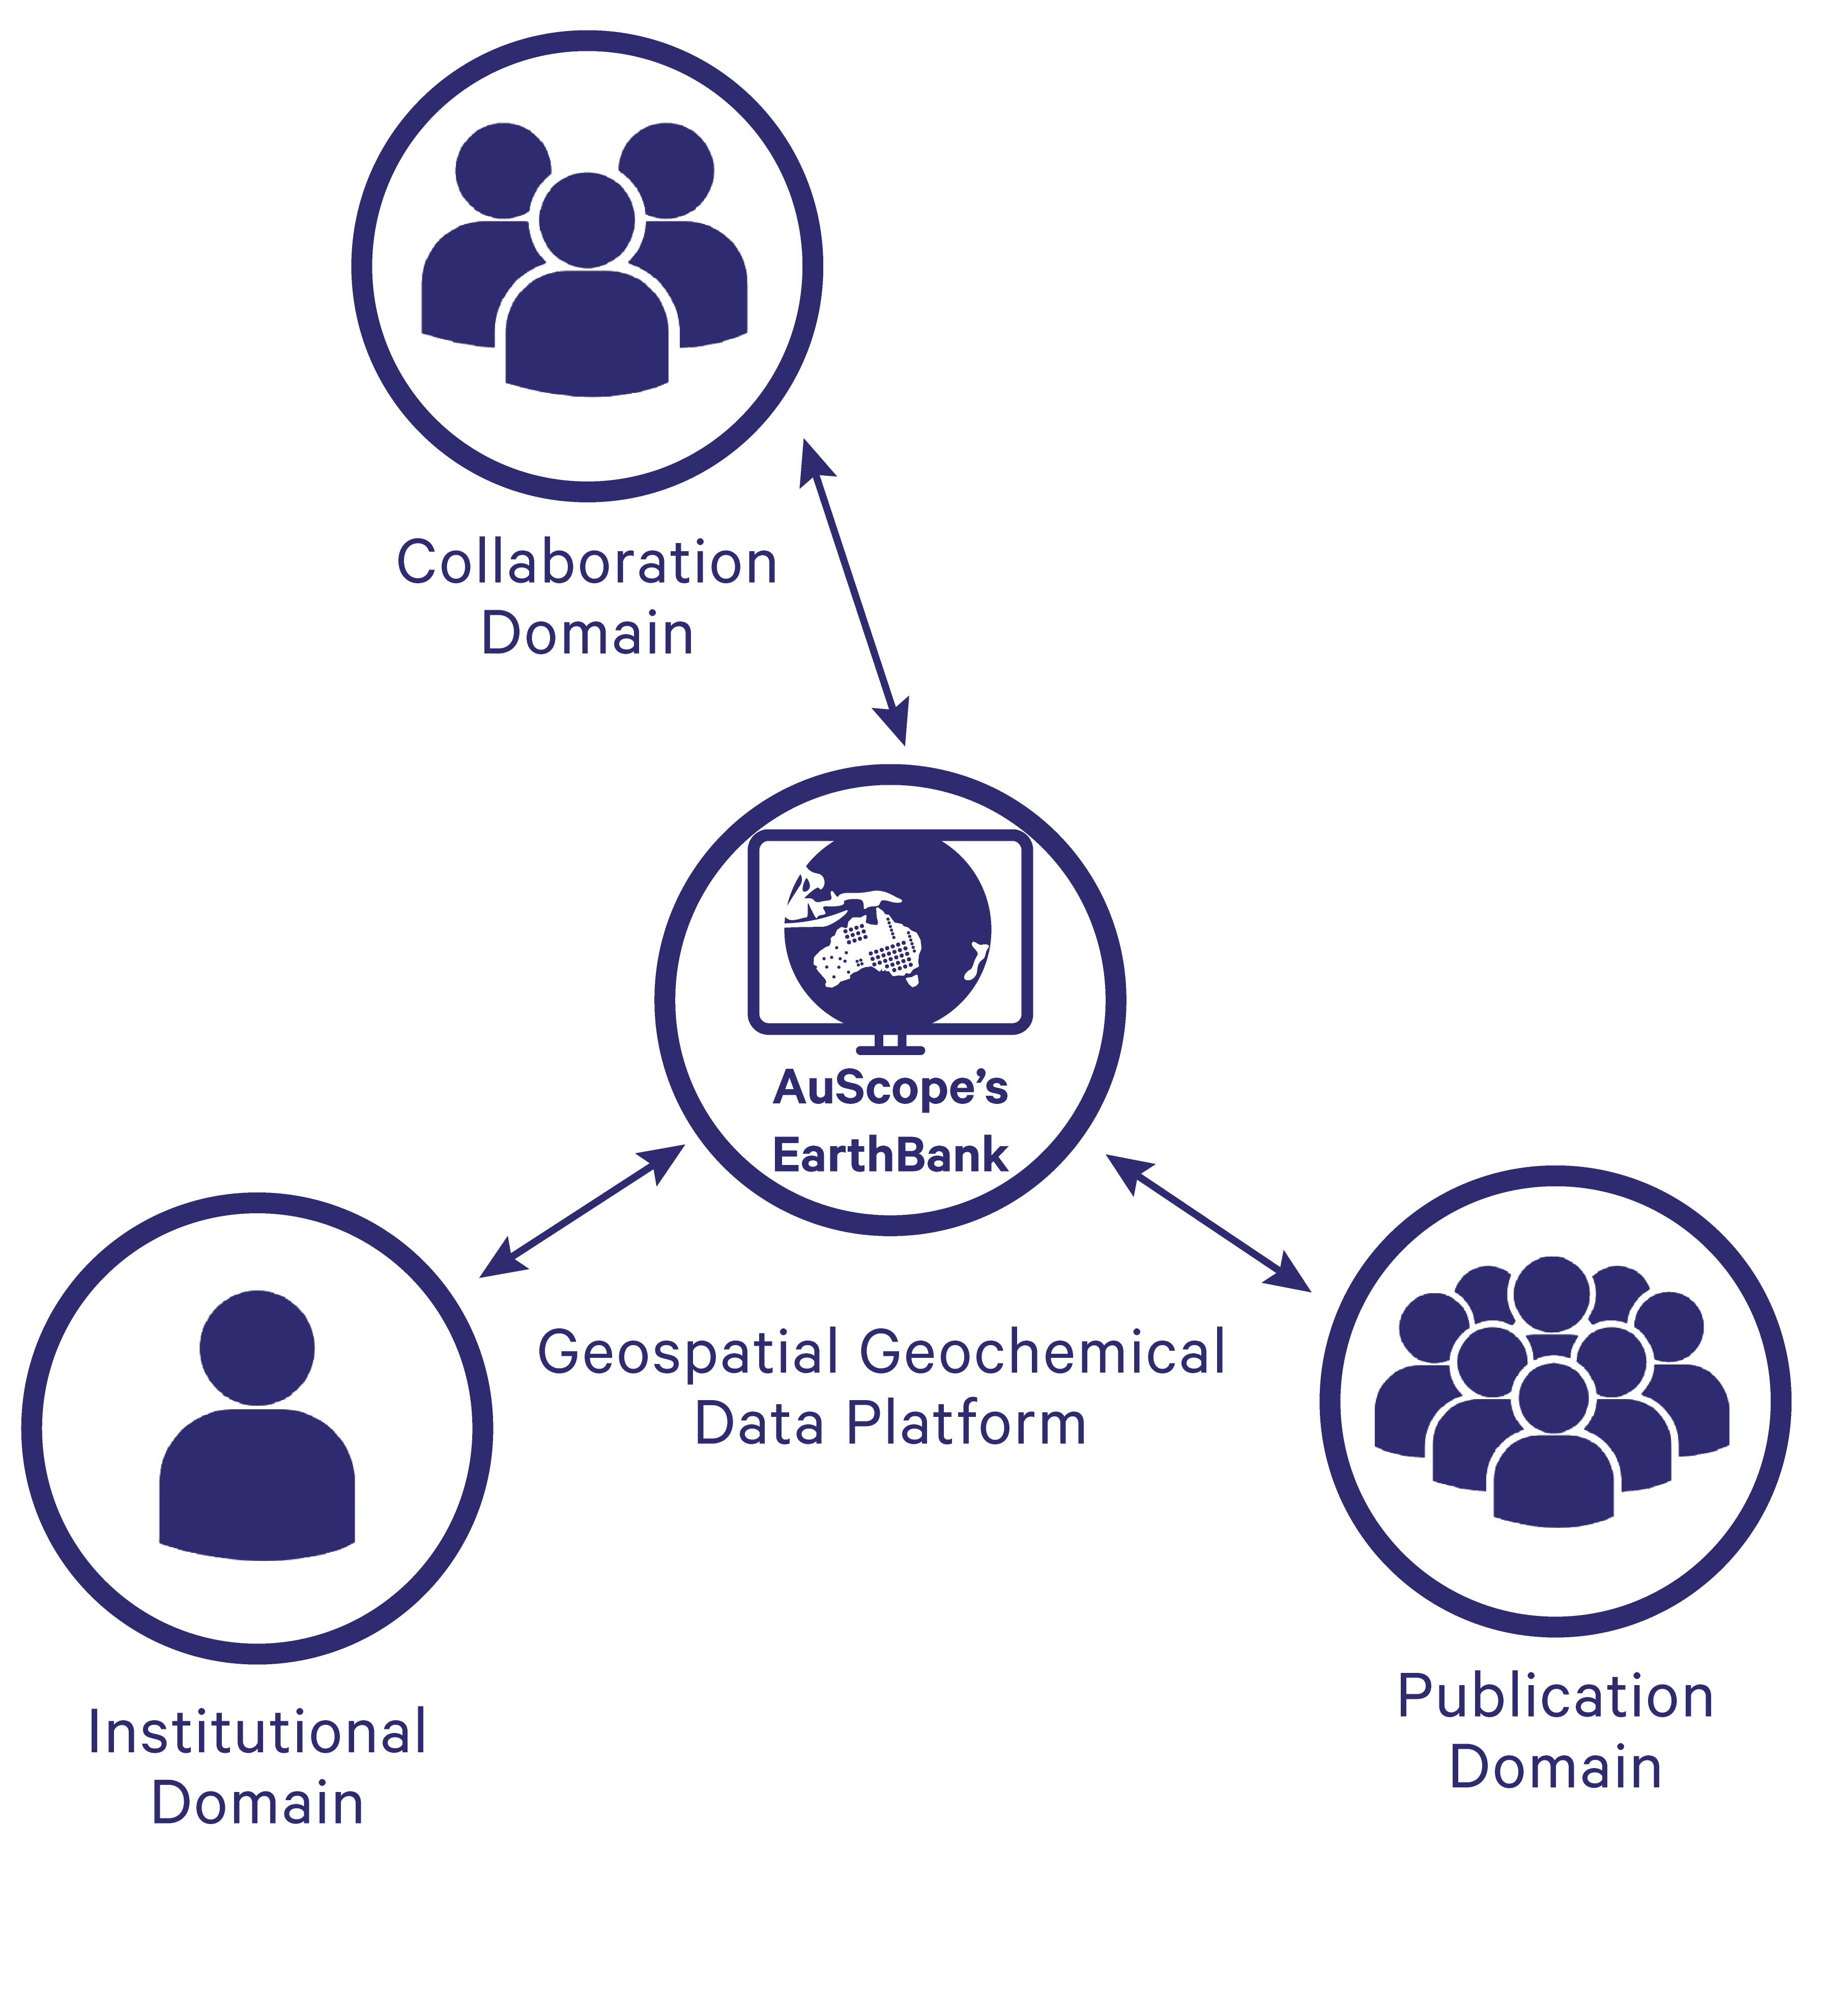 Collaboration
Domain
AuScope’s
EarthBank
Geospatial Geochemical
Data Platform
Institutional
Domain
Publication
Domain